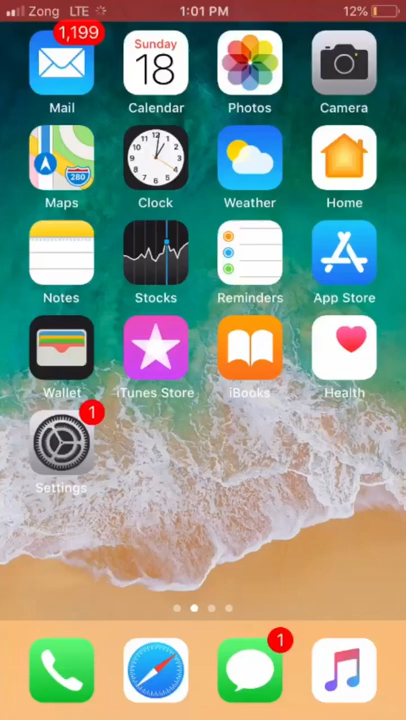 Zong LTE 1:01 PM 12%
1,199
Sunday
18
Mail Calendar Photos Camera
280
Maps Clock Weather Home
Notes Stocks Reminders App Store
Wallet iTunes Store iBooks Health
1
Settings
1